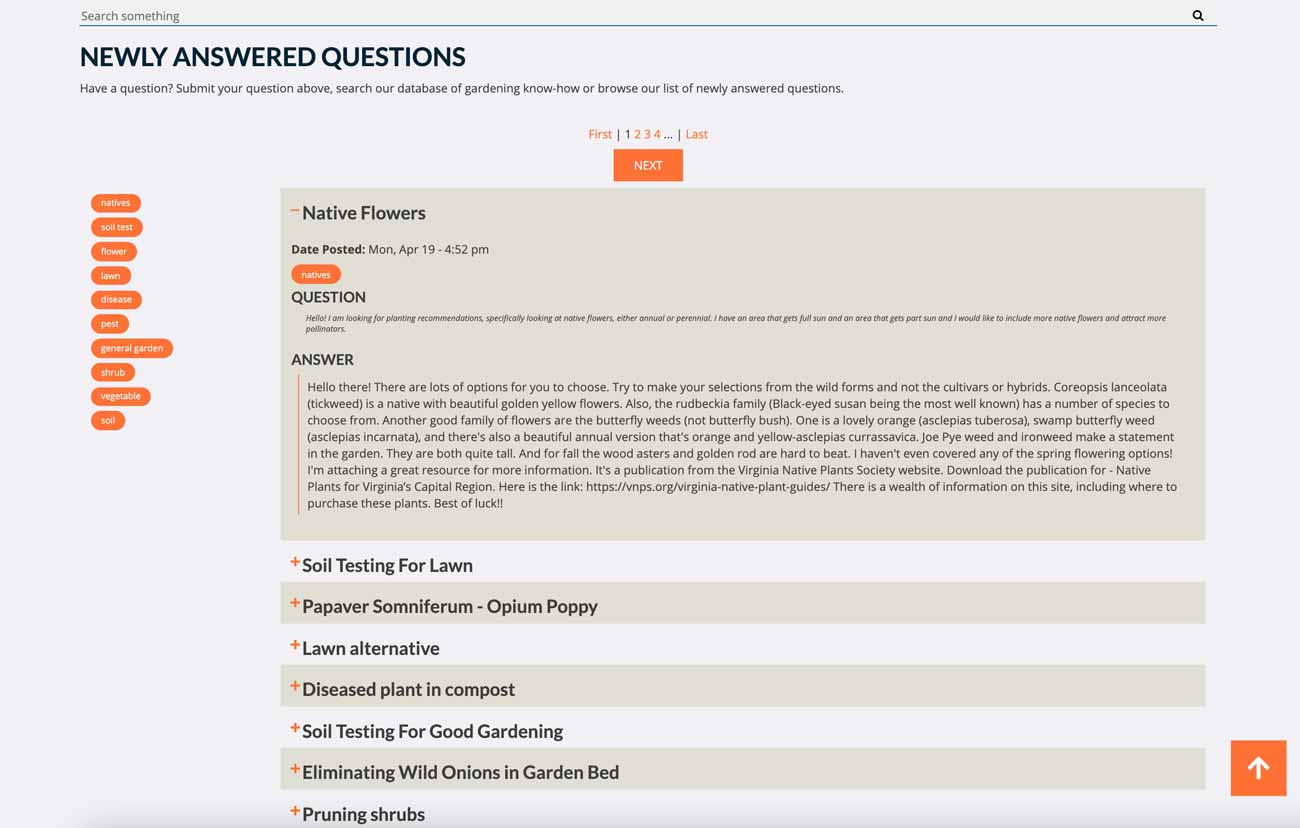 Search something
NEWLY ANSWERED QUESTIONS
Have a question? Submit your question above, search our database of gardening know-how or browse our list of newly answered questions.
First | 1 2 3 4 ... | Last
NEXT
natives
soil test
flower
lawn
disease
pest
general garden
shrub
vegetable
soil
– Native Flowers
Date Posted: Mon, Apr 19 - 4:52 pm
natives
QUESTION
Hello! I am looking for planting recommendations, specifically looking at native flowers, either annual or perennial. I have an area that gets full sun and an area that gets part sun and I would like to include more native flowers and attract more
pollinators.
ANSWER
Hello there! There are lots of options for you to choose. Try to make your selections from the wild forms and not the cultivars or hybrids. Coreopsis lanceolata
(tickweed) is a native with beautiful golden yellow flowers. Also, the rudbeckia family (Black-eyed susan being the most well known) has a number of species to
choose from. Another good family of flowers are the butterfly weeds (not butterfly bush). One is a lovely orange (asclepias tuberosa), swamp butterfly weed
(asclepias incarnata), and there's also a beautiful annual version that's orange and yellow-asclepias currassavica. Joe Pye weed and ironweed make a statement
in the garden. They are both quite tall. And for fall the wood asters and golden rod are hard to beat. I haven't even covered any of the spring flowering options!
I'm attaching a great resource for more information. It's a publication from the Virginia Native Plants Society website. Download the publication for - Native
Plants for Virginia's Capital Region. Here is the link: https://vnps.org/virginia-native-plant-guides/ There is a wealth of information on this site, including where to
purchase these plants. Best of luck!!
+ Soil Testing For Lawn
+ Papaver Somniferum - Opium Poppy
+ Lawn alternative
+ Diseased plant in compost
+ Soil Testing For Good Gardening
+ Eliminating Wild Onions in Garden Bed
+ Pruning shrubs